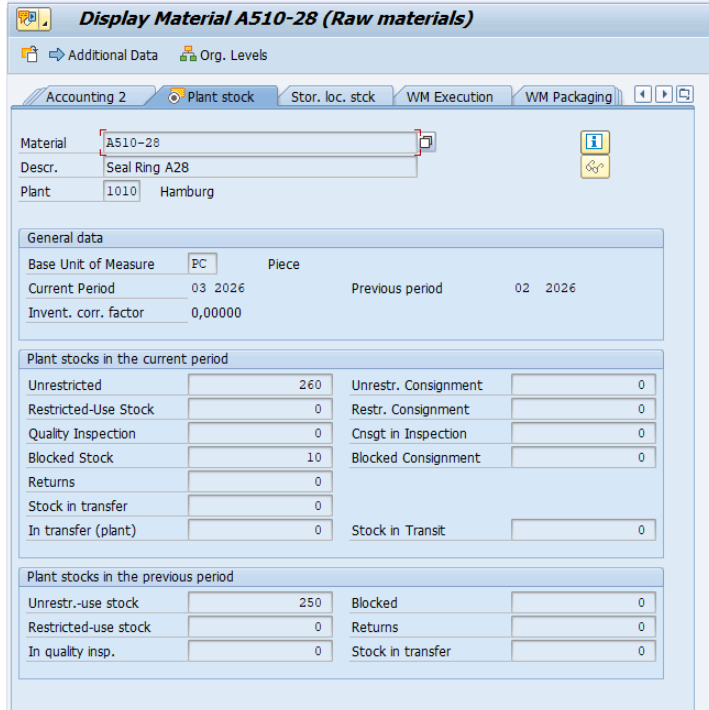 Display Material A510-28 (Raw materials)
Additional Data Org. Levels
Accounting 2 Plant stock Stor. loc. stck WM Execution WM Packaging
Material A510-28
Descr. Seal Ring A28
Plant 1010 Hamburg
General data
Base Unit of Measure PC Piece
Current Period 03 2026 Previous period 02 2026
Invent. corr. factor 0,00000
Plant stocks in the current period
Unrestricted 260 Unrestr. Consignment 0
Restricted-Use Stock 0 Restr. Consignment 0
Quality Inspection 0 Cnsgt in Inspection 0
Blocked Stock 10 Blocked Consignment 0
Returns 0
Stock in transfer 0
In transfer (plant) 0 Stock in Transit 0
Plant stocks in the previous period
Unrestr.-use stock 250 Blocked 0
Restricted-use stock 0 Returns 0
In quality insp. 0 Stock in transfer 0